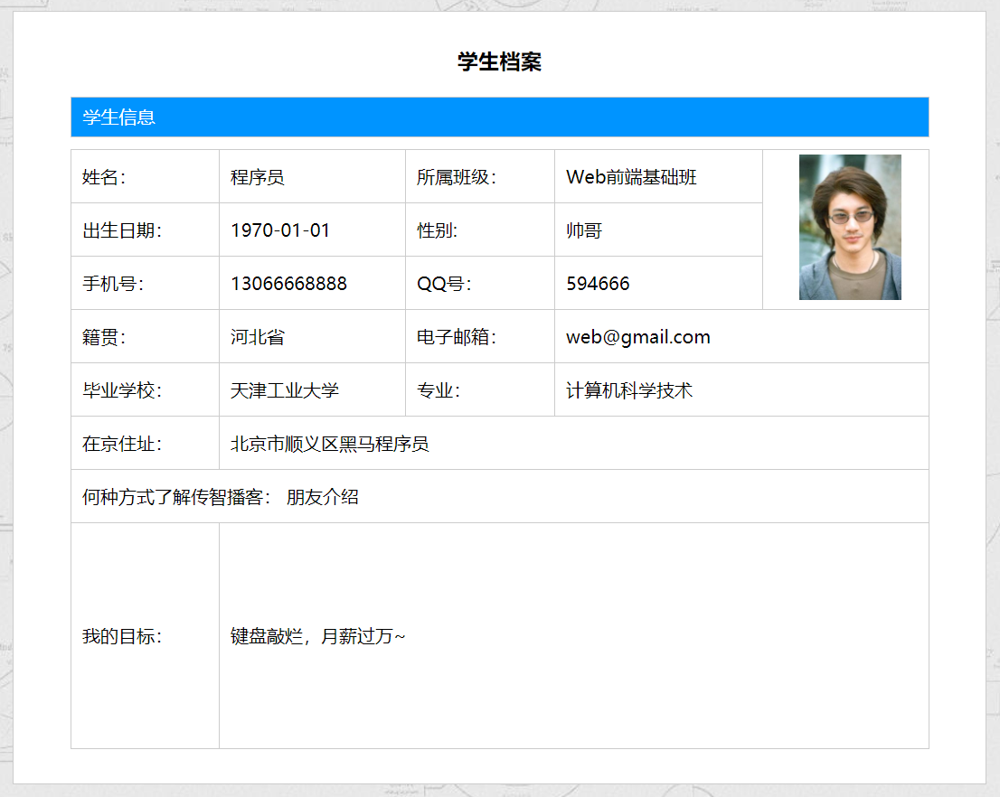 学生档案
学生信息
姓名： 程序员 所属班级： Web前端基础班
出生日期： 1970-01-01 性别: 帅哥
手机号： 13066668888 QQ号： 594666
籍贯： 河北省 电子邮箱： web@gmail.com
毕业学校： 天津工业大学 专业： 计算机科学技术
在京住址： 北京市顺义区黑马程序员
何种方式了解传智播客： 朋友介绍
我的目标： 键盘敲烂，月薪过万~